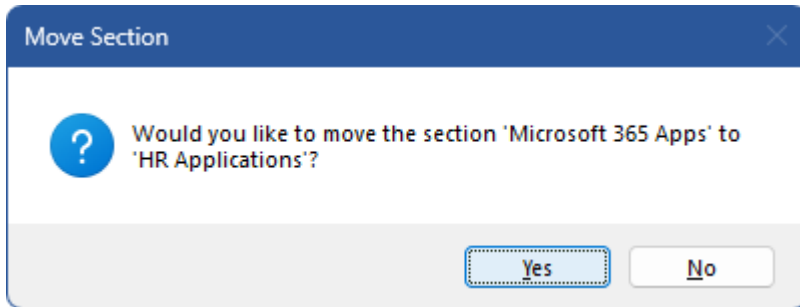 Move Section
?
Would you like to move the section 'Microsoft 365 Apps' to
'HR Applications'?
Yes
No